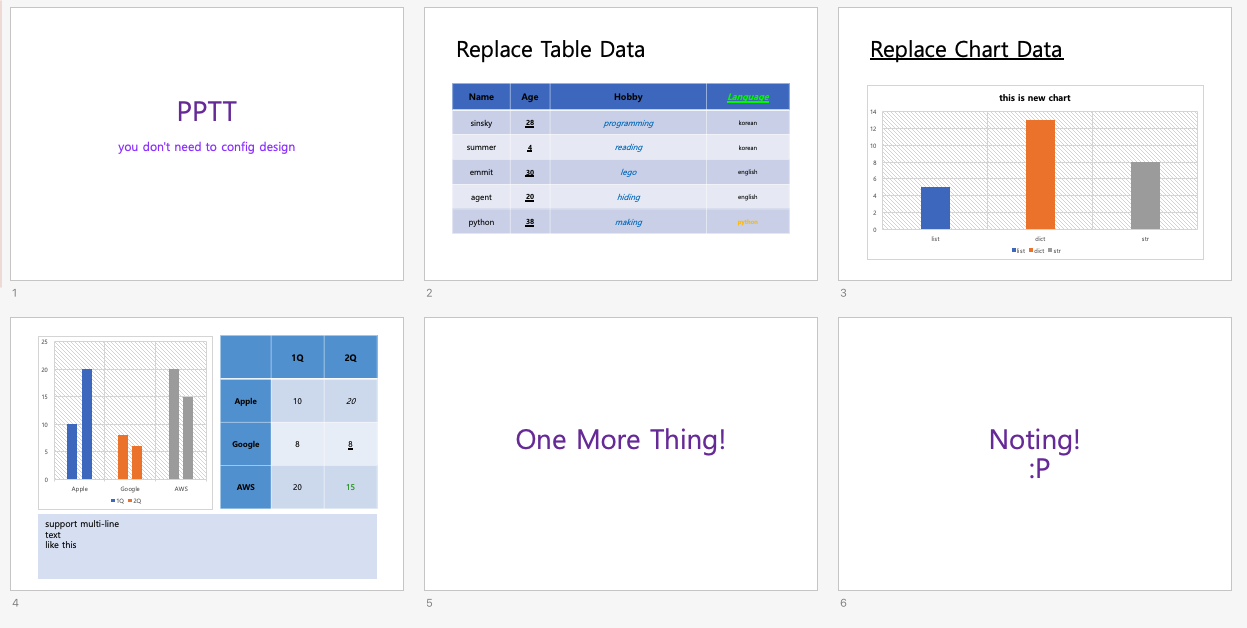 PPTT
you don't need to config design
1
Replace Table Data
Name Age Hobby Language
sinsky 28 programming korean
summer 4 reading korean
emmit 30 lego english
agent 20 hiding english
python 38 making python
2
Replace Chart Data
this is new chart
14
12
10
8
6
4
2
0
list dict str
list dict str
3
25
20
15
10
5
0
Apple Google AWS
1Q 2Q
1Q 2Q
Apple 10 20
Google 8 8
AWS 20 15
support multi-line
text
like this
4
One More Thing!
5
Noting!
:P
6